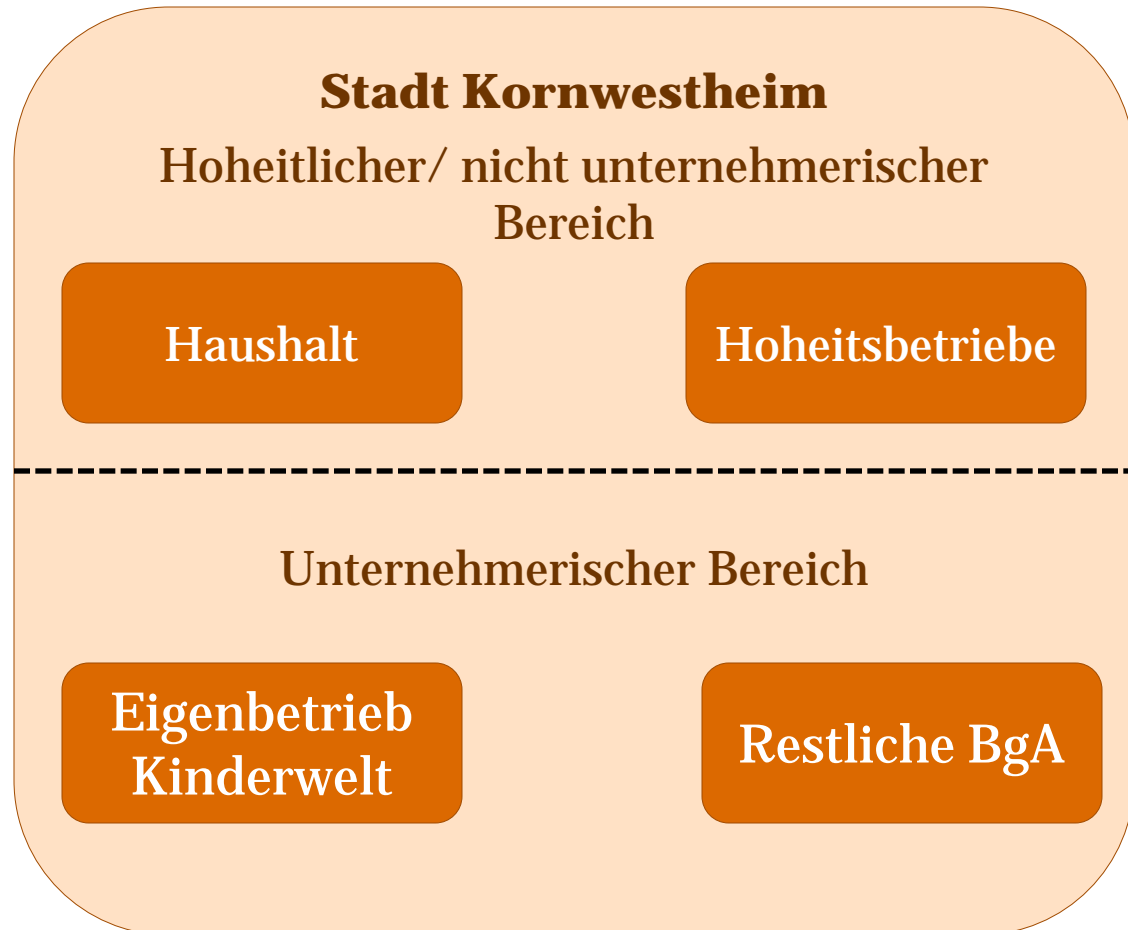 Stadt Kornwestheim
Hoheitlicher/ nicht unternehmerischer
Bereich
Haushalt
Hoheitsbetriebe
Unternehmerischer Bereich
Eigenbetrieb
Kinderwelt
Restliche BgA